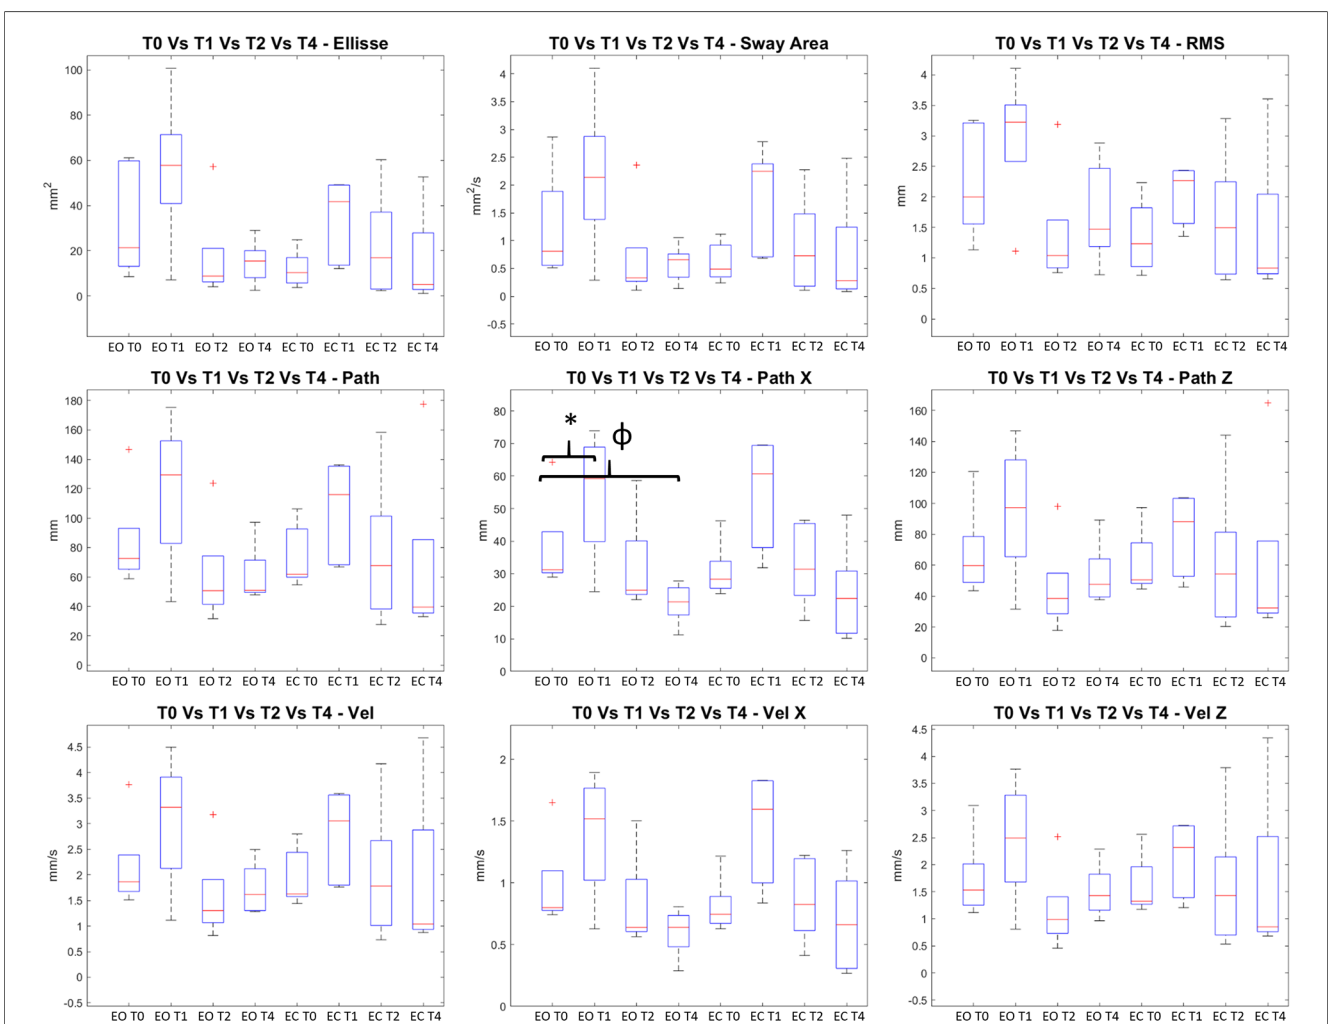 T0 Vs T1 Vs T2 Vs T4 - Ellisse
100
80
60
40
20
0
mm2
EO T0 EO T1 EO T2 EO T4 EC T0 EC T1 EC T2 EC T4
T0 Vs T1 Vs T2 Vs T4 - Sway Area
4
3.5
3
2.5
2
1.5
1
0.5
0
-0.5
mm2/s
EO T0 EO T1 EO T2 EO T4 EC T0 EC T1 EC T2 EC T4
T0 Vs T1 Vs T2 Vs T4 - RMS
4
3.5
3
2.5
2
1.5
1
0.5
0
mm
EO T0 EO T1 EO T2 EO T4 EC T0 EC T1 EC T2 EC T4
T0 Vs T1 Vs T2 Vs T4 - Path
180
160
140
120
100
80
60
40
20
0
mm
EO T0 EO T1 EO T2 EO T4 EC T0 EC T1 EC T2 EC T4
T0 Vs T1 Vs T2 Vs T4 - Path X
80
70
60
50
40
30
20
10
0
mm
* ϕ
EO T0 EO T1 EO T2 EO T4 EC T0 EC T1 EC T2 EC T4
T0 Vs T1 Vs T2 Vs T4 - Path Z
160
140
120
100
80
60
40
20
0
mm
EO T0 EO T1 EO T2 EO T4 EC T0 EC T1 EC T2 EC T4
T0 Vs T1 Vs T2 Vs T4 - Vel
4.5
4
3.5
3
2.5
2
1.5
1
0.5
0
-0.5
mm/s
EO T0 EO T1 EO T2 EO T4 EC T0 EC T1 EC T2 EC T4
T0 Vs T1 Vs T2 Vs T4 - Vel X
2
1.5
1
0.5
0
mm/s
EO T0 EO T1 EO T2 EO T4 EC T0 EC T1 EC T2 EC T4
T0 Vs T1 Vs T2 Vs T4 - Vel Z
4.5
4
3.5
3
2.5
2
1.5
1
0.5
0
-0.5
mm/s
EO T0 EO T1 EO T2 EO T4 EC T0 EC T1 EC T2 EC T4